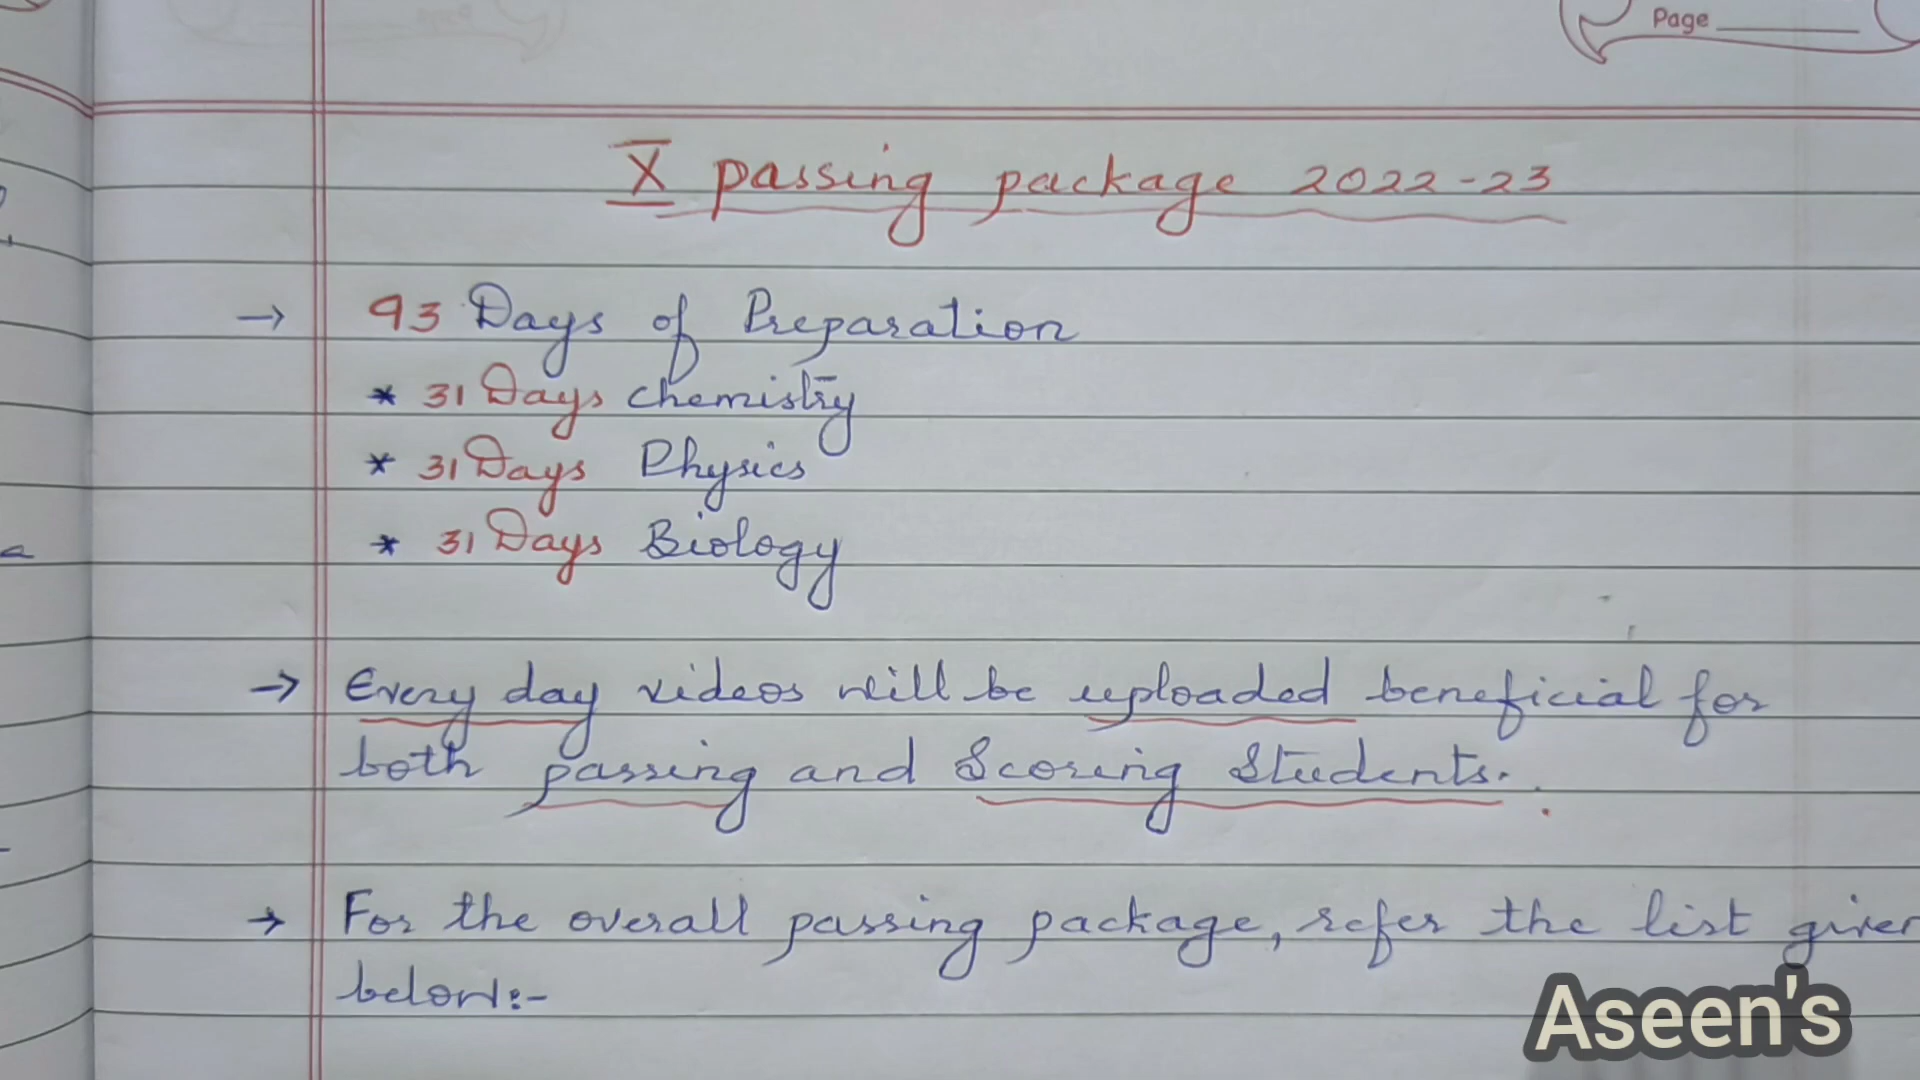 Page
X passing package 2022-23
→ 93 Days of Preparation
* 31 Days chemistry
* 31 Days Physics
* 31 Days Biology
→ Every day videos will be uploaded beneficial for
both passing and Scoring Students.
→ For the overall passing package, refer the list given
below:-
Aseen's